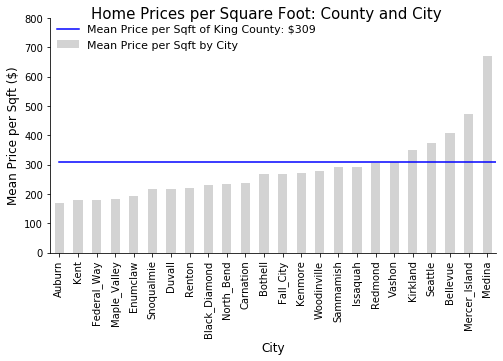 Home Prices per Square Foot: County and City
Mean Price per Sqft of King County: $309
Mean Price per Sqft by City
Mean Price per Sqft ($)
800
700
600
500
400
300
200
100
0
Auburn
Kent
Federal_Way
Maple_Valley
Enumclaw
Snoqualmie
Duvall
Renton
Black_Diamond
North_Bend
Carnation
Bothell
Fall_City
Kenmore
Woodinville
Sammamish
Issaquah
Redmond
Vashon
Kirkland
Seattle
Bellevue
Mercer_Island
Medina
City